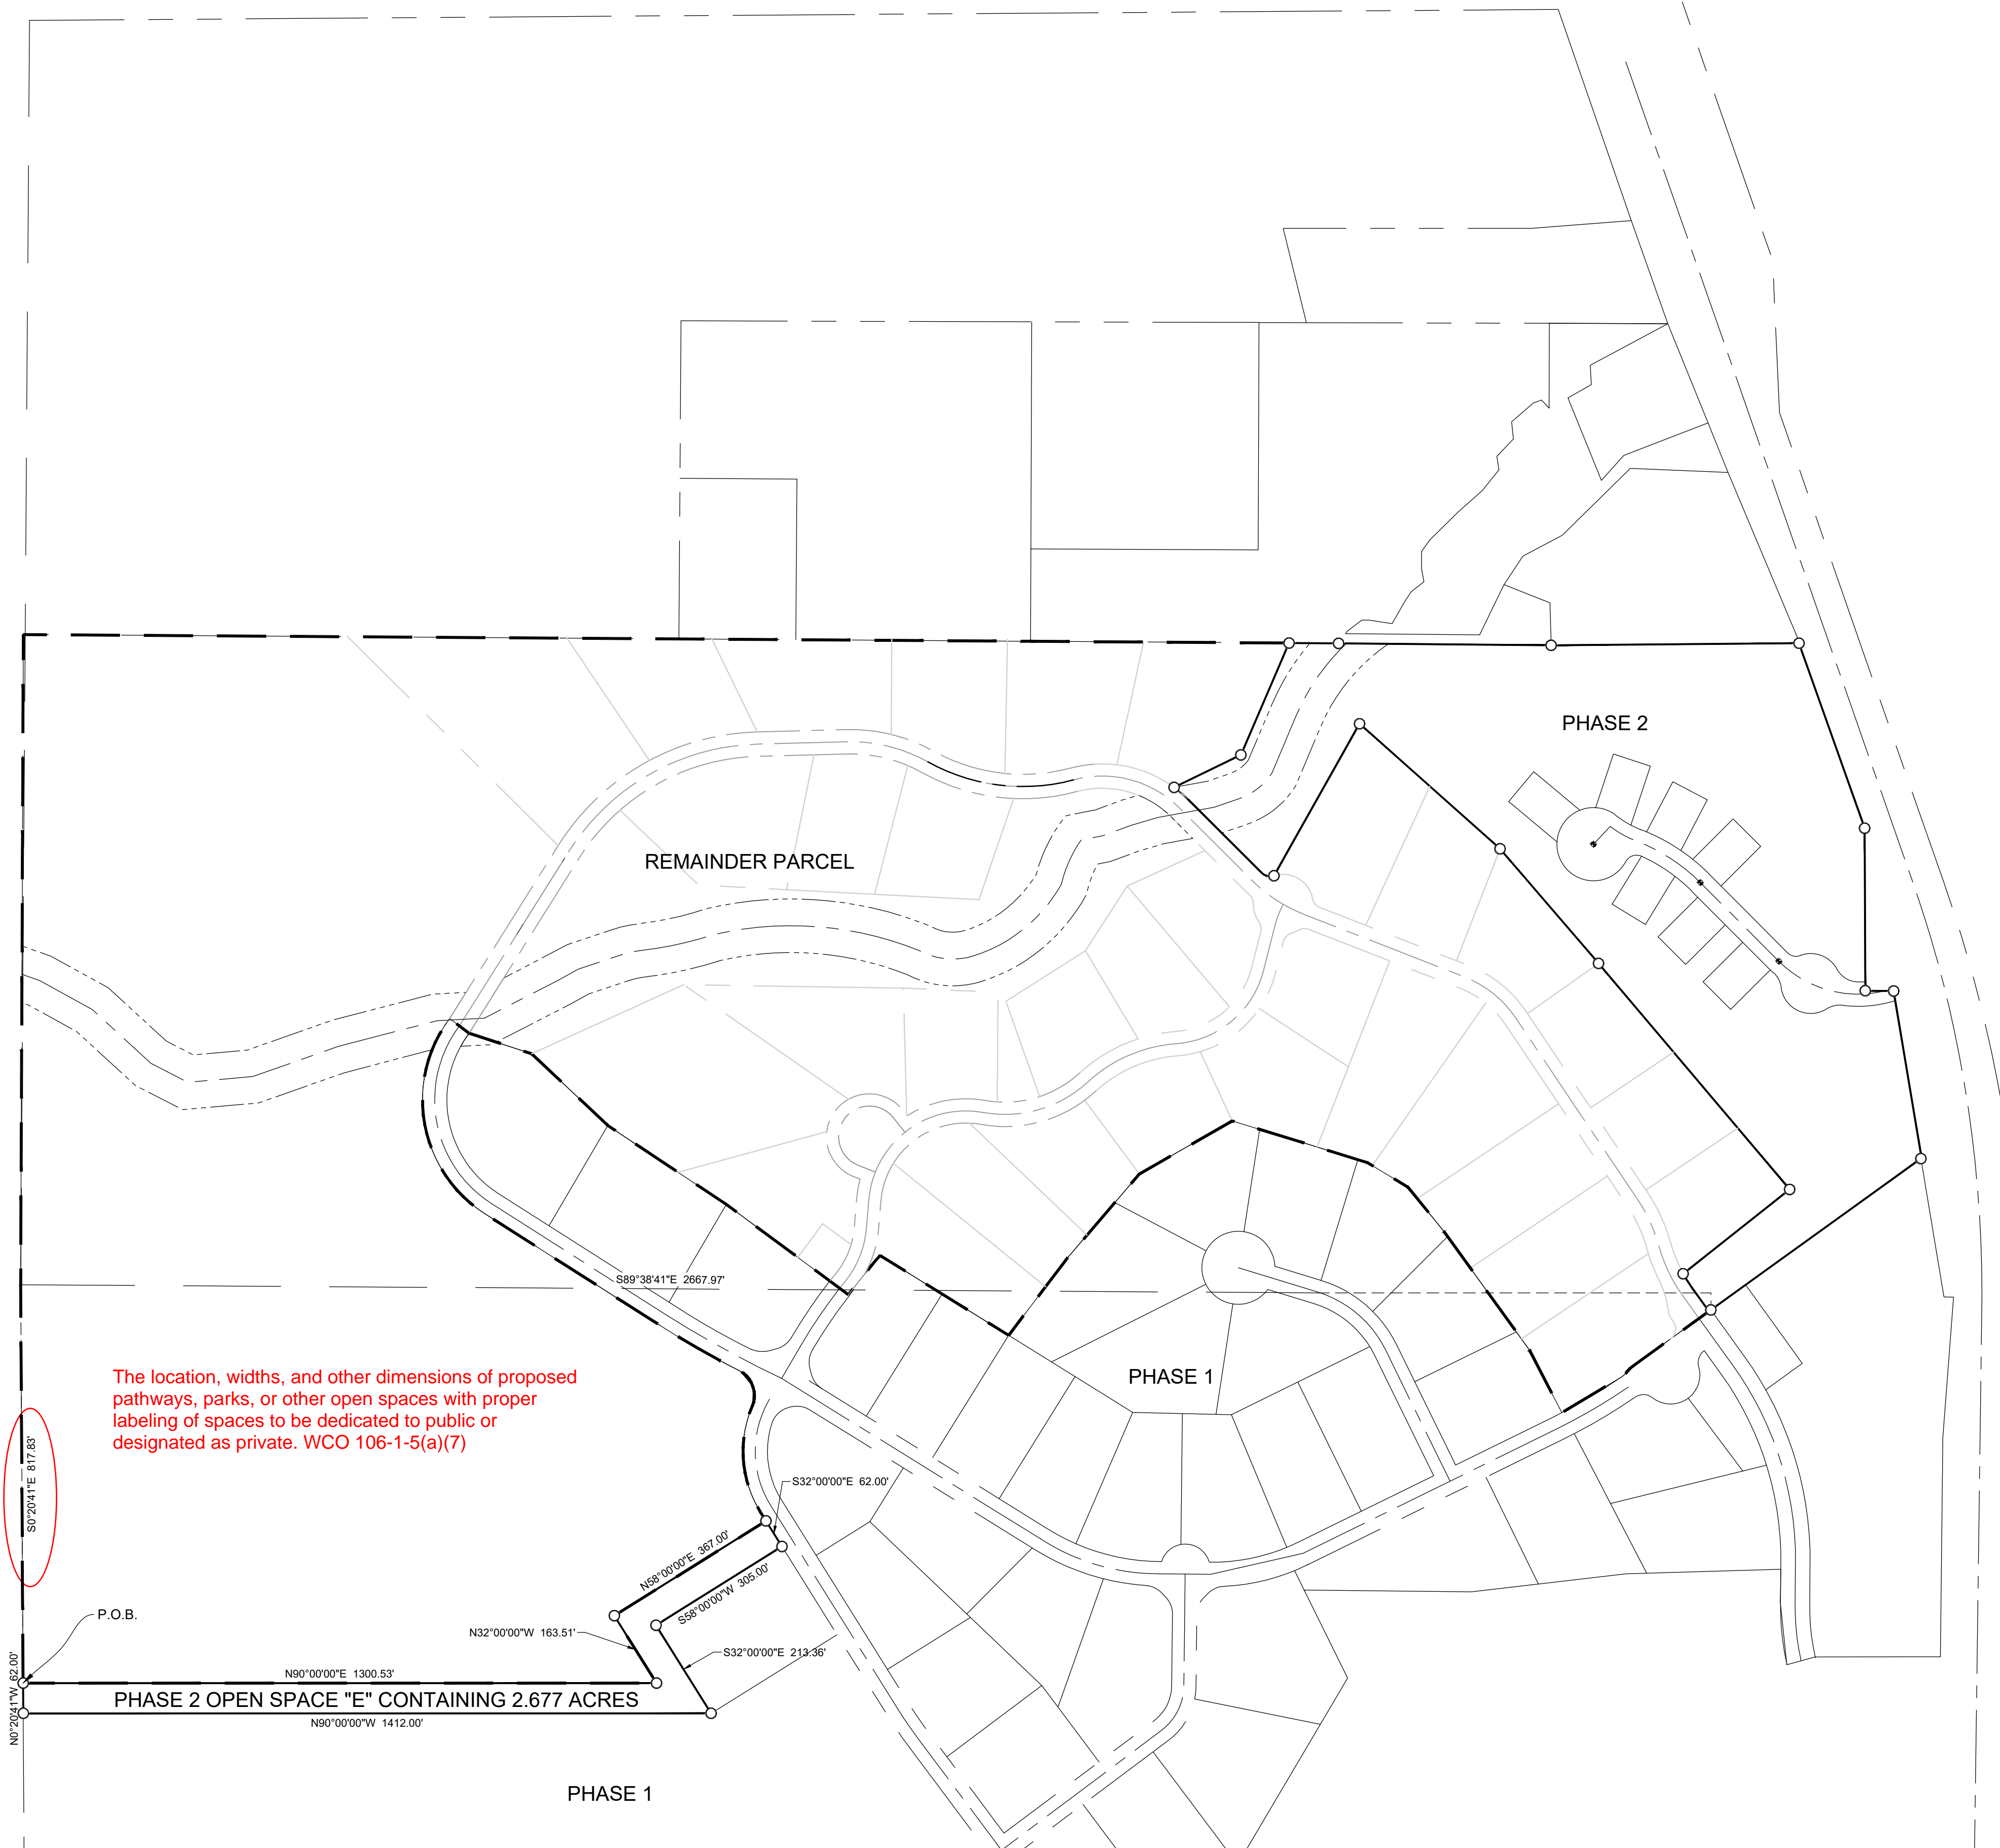 PHASE 2
REMAINDER PARCEL
S89°38'41"E 2667.97'
The location, widths, and other dimensions of proposed
pathways, parks, or other open spaces with proper
labeling of spaces to be dedicated to public or
designated as private. WCO 106-1-5(a)(7)
PHASE 1
S0°20'41"E 817.83'
S32°00'00"E 62.00'
N58°00'00"E 367.00'
S58°00'00"W 305.00'
P.O.B.
N32°00'00"W 163.51'
S32°00'00"E 213.36'
N0°20'41"W 62.00'
N90°00'00"E 1300.53'
PHASE 2 OPEN SPACE "E" CONTAINING 2.677 ACRES
N90°00'00"W 1412.00'
PHASE 1